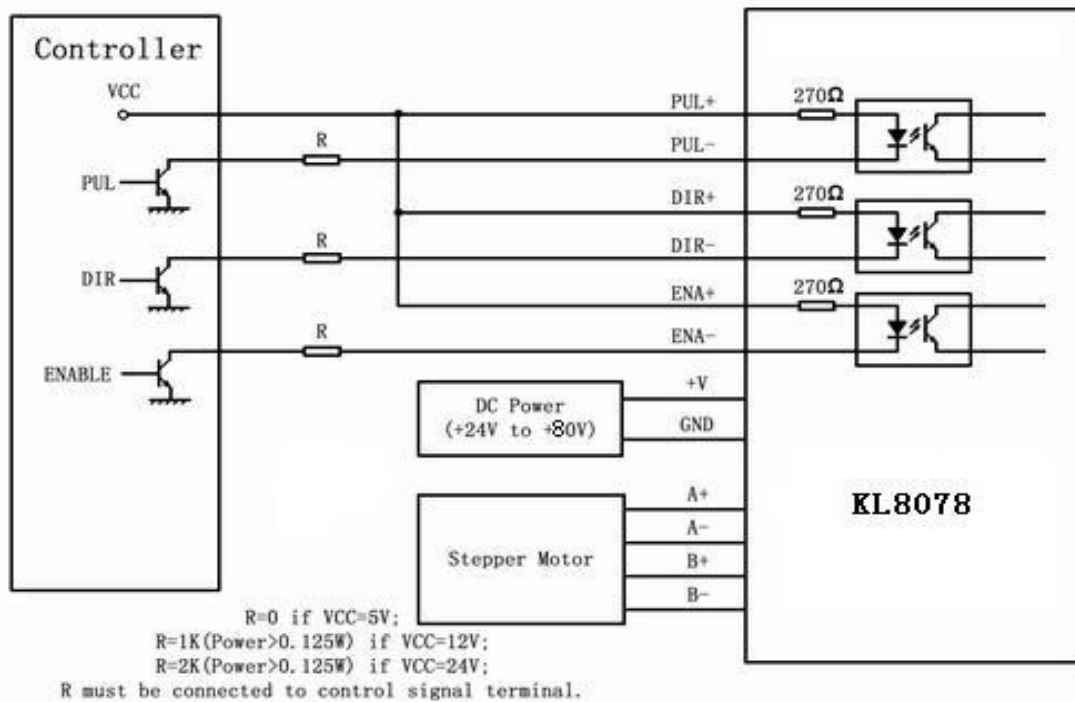 Controller
VCC
PUL+
270Ω
R
PUL-
PUL
DIR+
270Ω
R
DIR-
DIR
ENA+
270Ω
R
ENA-
ENABLE
+V
DC Power
(+24V to +80V)
GND
KL8078
A+
A-
Stepper Motor
B+
B-
R=0 if VCC=5V;
R=1K(Power>0.125W) if VCC=12V;
R=2K(Power>0.125W) if VCC=24V;
R must be connected to control signal terminal.